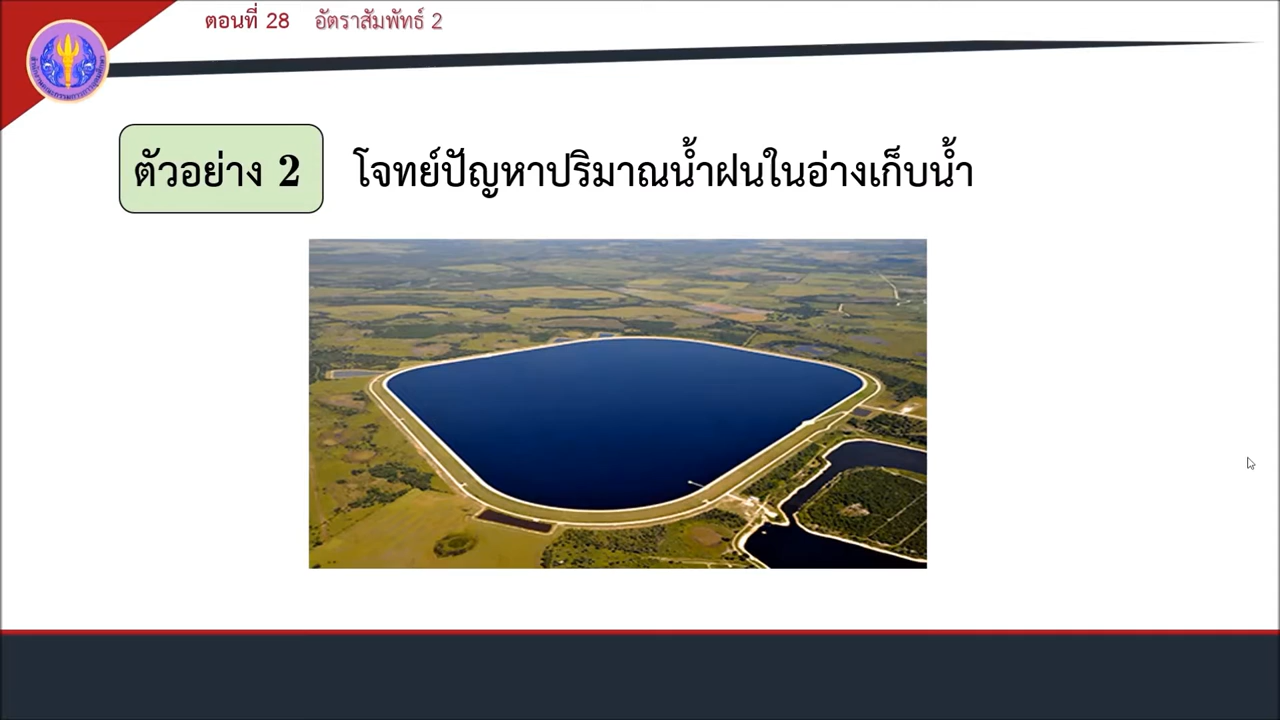 ตอนที่ 28 อัตราสัมพัทธ์ 2
ตัวอย่าง 2 โจทย์ปัญหาปริมาณน้ำฝนในอ่างเก็บน้ำ